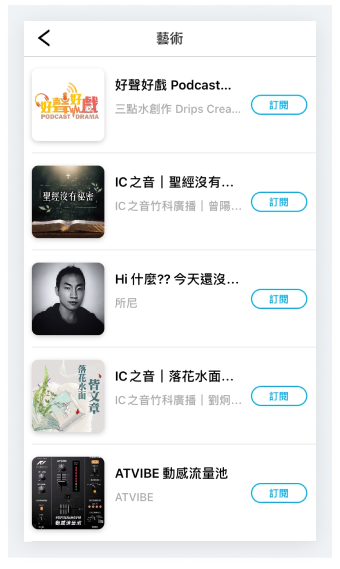 藝術
好聲好戲
PODCAST DRAMA
好聲好戲 Podcast...
三點水創作 Drips Crea...
訂閱
聖經沒有秘密
IC之音｜聖經沒有...
IC之音竹科廣播｜曾陽...
訂閱
Hi 什麼?? 今天還沒...
所尼
訂閱
落花水面
皆文章
IC之音｜落花水面...
IC之音竹科廣播｜劉炯...
訂閱
動感流量池
ATVIBE 動感流量池
ATVIBE
訂閱